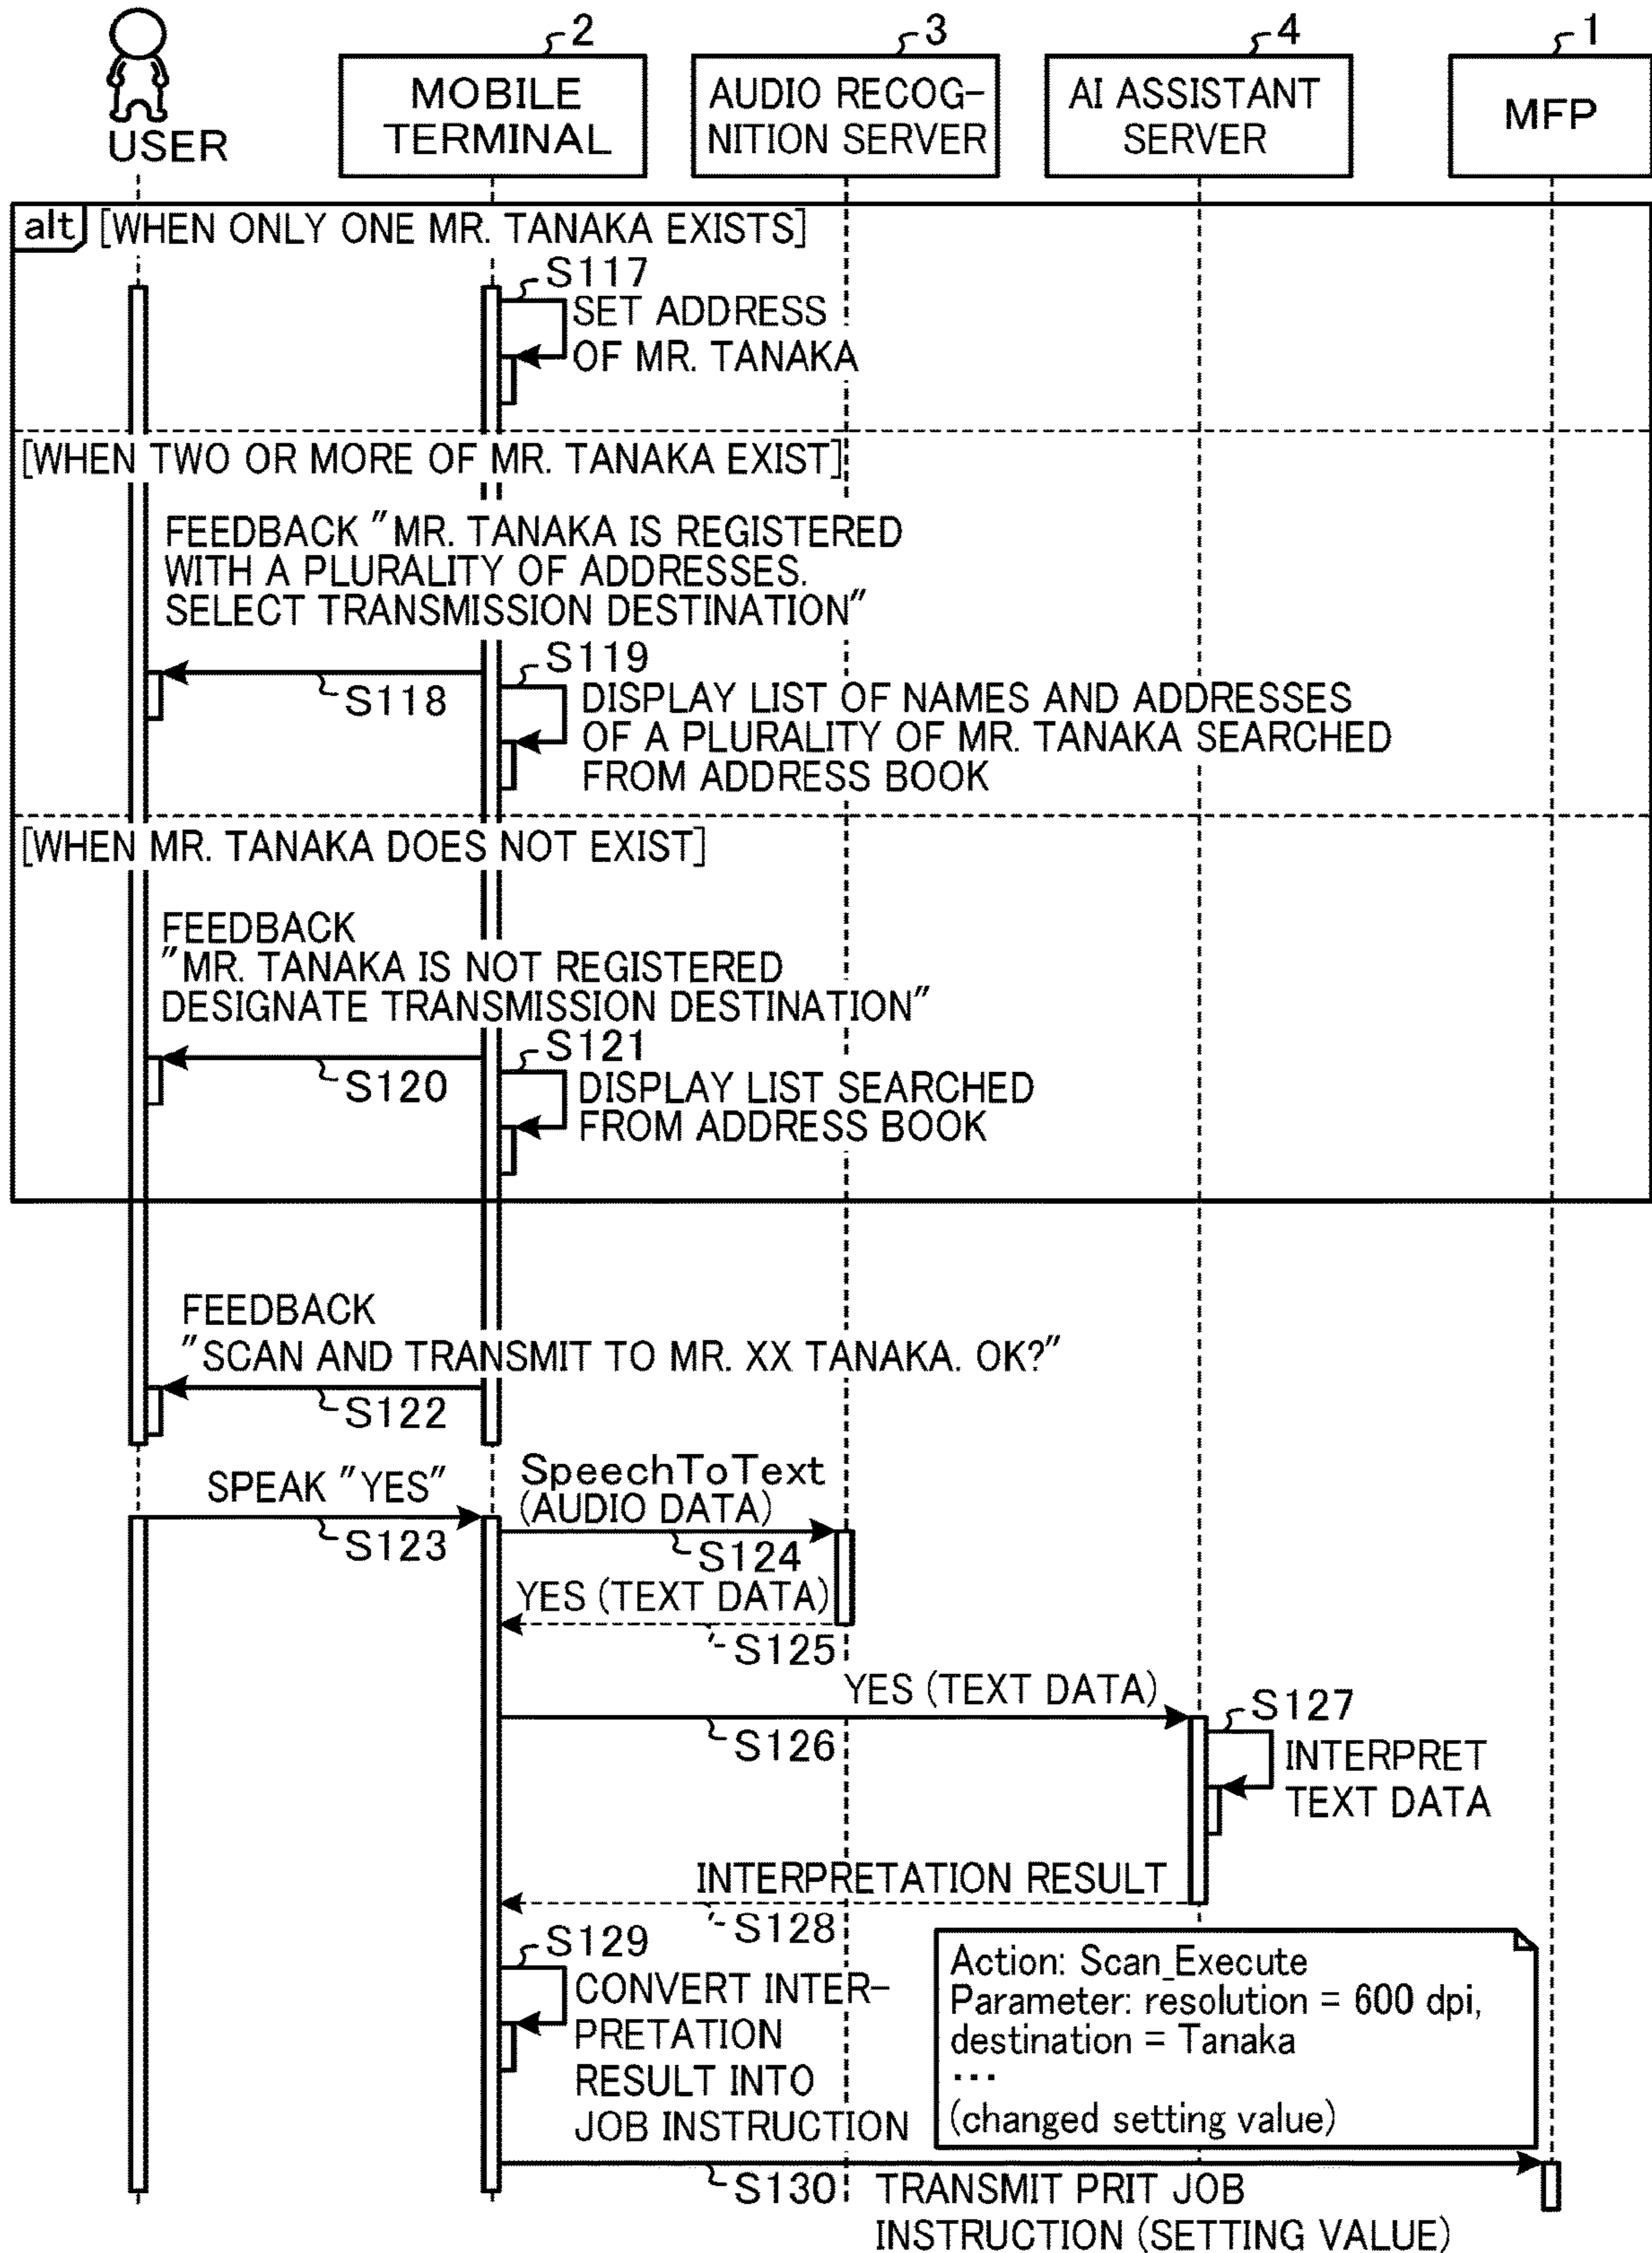 2
3
4
1
USER
MOBILE
TERMINAL
AUDIO RECOG-
NITION SERVER
AI ASSISTANT
SERVER
MFP
alt [WHEN ONLY ONE MR. TANAKA EXISTS]
S117
SET ADDRESS
OF MR. TANAKA
[WHEN TWO OR MORE OF MR. TANAKA EXIST]
FEEDBACK "MR. TANAKA IS REGISTERED
WITH A PLURALITY OF ADDRESSES.
SELECT TRANSMISSION DESTINATION"
S118
S119
DISPLAY LIST OF NAMES AND ADDRESSES
OF A PLURALITY OF MR. TANAKA SEARCHED
FROM ADDRESS BOOK
[WHEN MR. TANAKA DOES NOT EXIST]
FEEDBACK
"MR. TANAKA IS NOT REGISTERED
DESIGNATE TRANSMISSION DESTINATION"
S120
S121
DISPLAY LIST SEARCHED
FROM ADDRESS BOOK
FEEDBACK
"SCAN AND TRANSMIT TO MR. XX TANAKA. OK?"
S122
SPEAK "YES"
S123
SpeechToText
(AUDIO DATA)
S124
YES (TEXT DATA)
S125
YES (TEXT DATA)
S126
S127
INTERPRET
TEXT DATA
INTERPRETATION RESULT
S128
S129
CONVERT INTER-
PRETATION
RESULT INTO
JOB INSTRUCTION
Action: Scan_Execute
Parameter: resolution = 600 dpi,
destination = Tanaka
...
(changed setting value)
S130
TRANSMIT PRIT JOB
INSTRUCTION (SETTING VALUE)